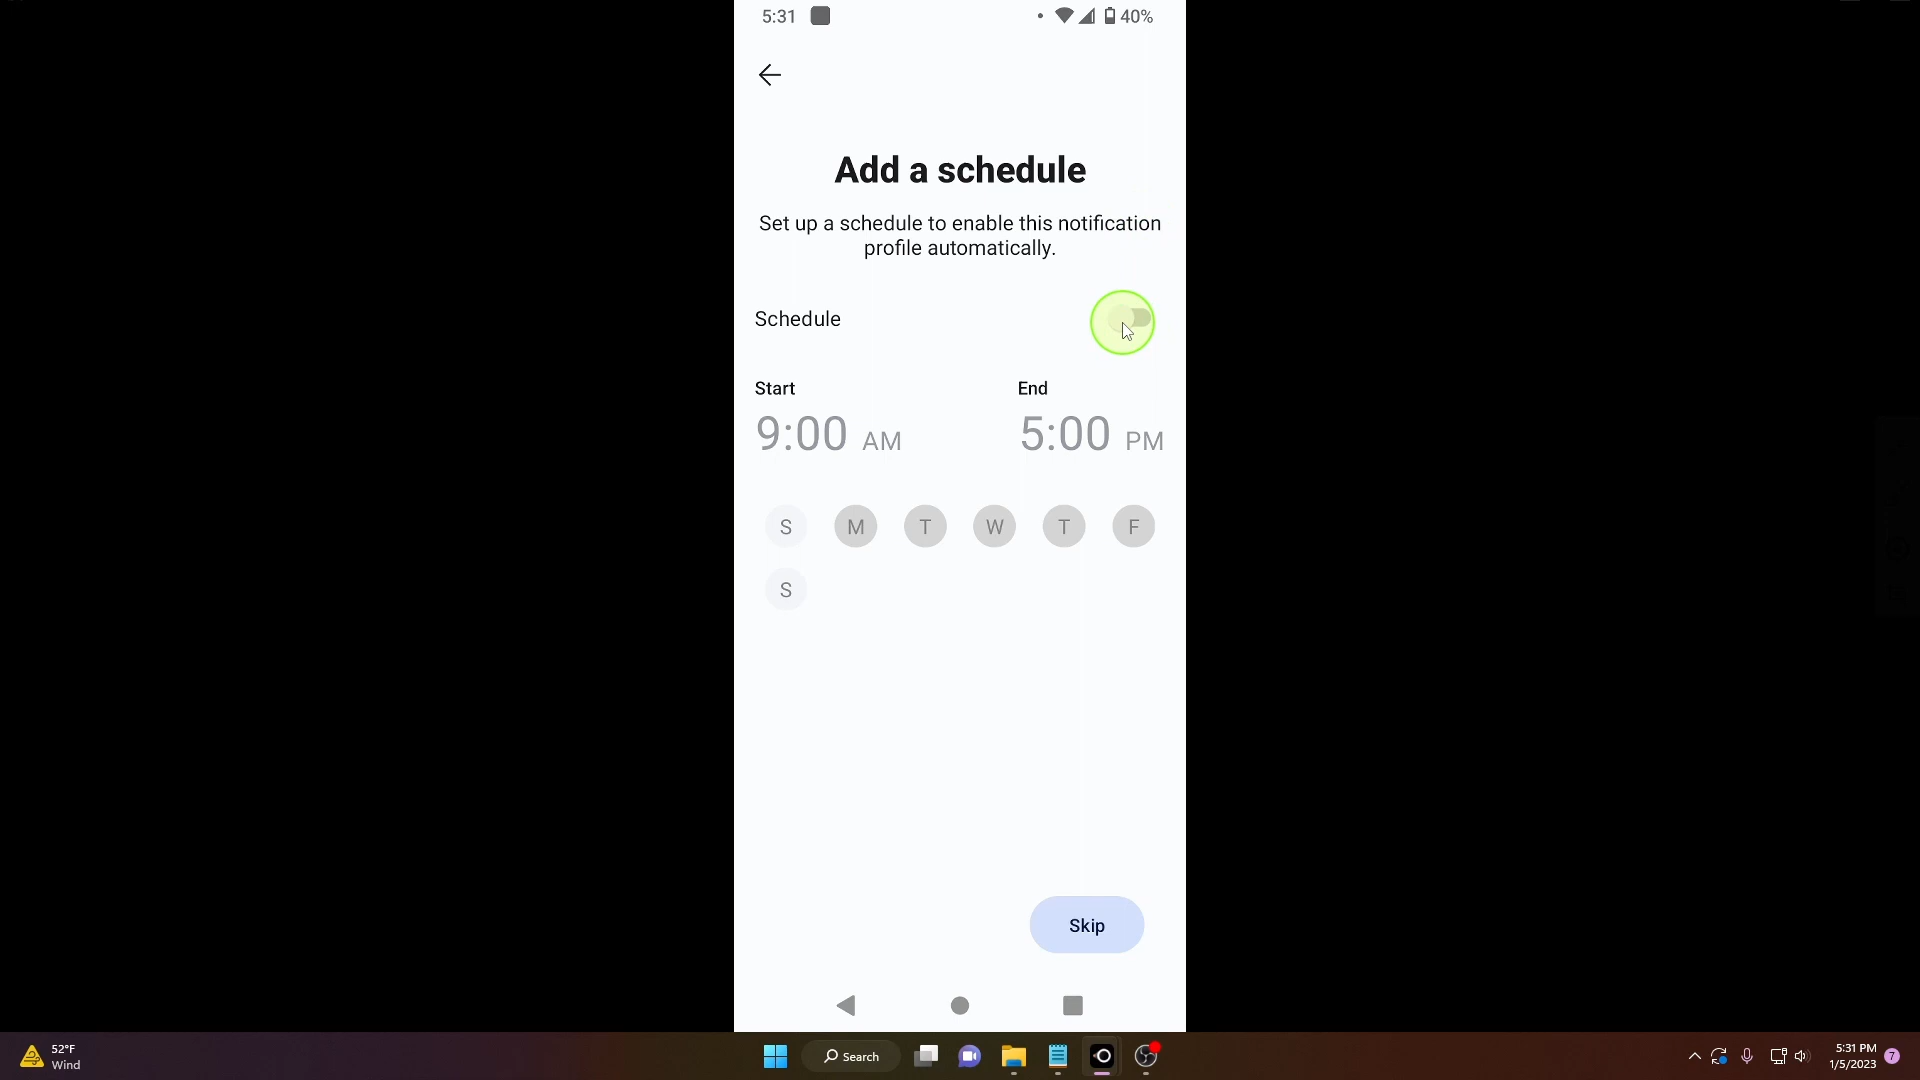 5:31
40%
Add a schedule
Set up a schedule to enable this notification
profile automatically.
Schedule
Start
End
9:00 AM
5:00 PM
S M T W T F
S
Skip
52°F
Wind
Search
5:31 PM
1/5/2023
7